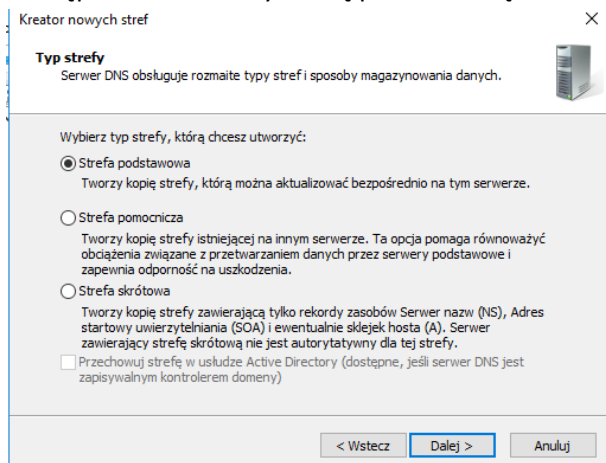 Kreator nowych stref
Typ strefy
Serwer DNS obsługuje rozmaite typy stref i sposoby magazynowania danych.
Wybierz typ strefy, którą chcesz utworzyć:
Strefa podstawowa
Tworzy kopię strefy, którą można aktualizować bezpośrednio na tym serwerze.
Strefa pomocnicza
Tworzy kopię strefy istniejącej na innym serwerze. Ta opcja pomaga równoważyć
obciążenia związane z przetwarzaniem danych przez serwery podstawowe i
zapewnia odporność na uszkodzenia.
Strefa skrótowa
Tworzy kopię strefy zawierającą tylko rekordy zasobów Serwer nazw (NS), Adres
startowy uwierzytelniania (SOA) i ewentualnie sklejek hosta (A). Serwer
zawierający strefę skrótową nie jest autorytatywny dla tej strefy.
Przechowuj strefę w usłudze Active Directory (dostępne, jeśli serwer DNS jest
zapisywalnym kontrolerem domeny)
< Wstecz Dalej > Anuluj